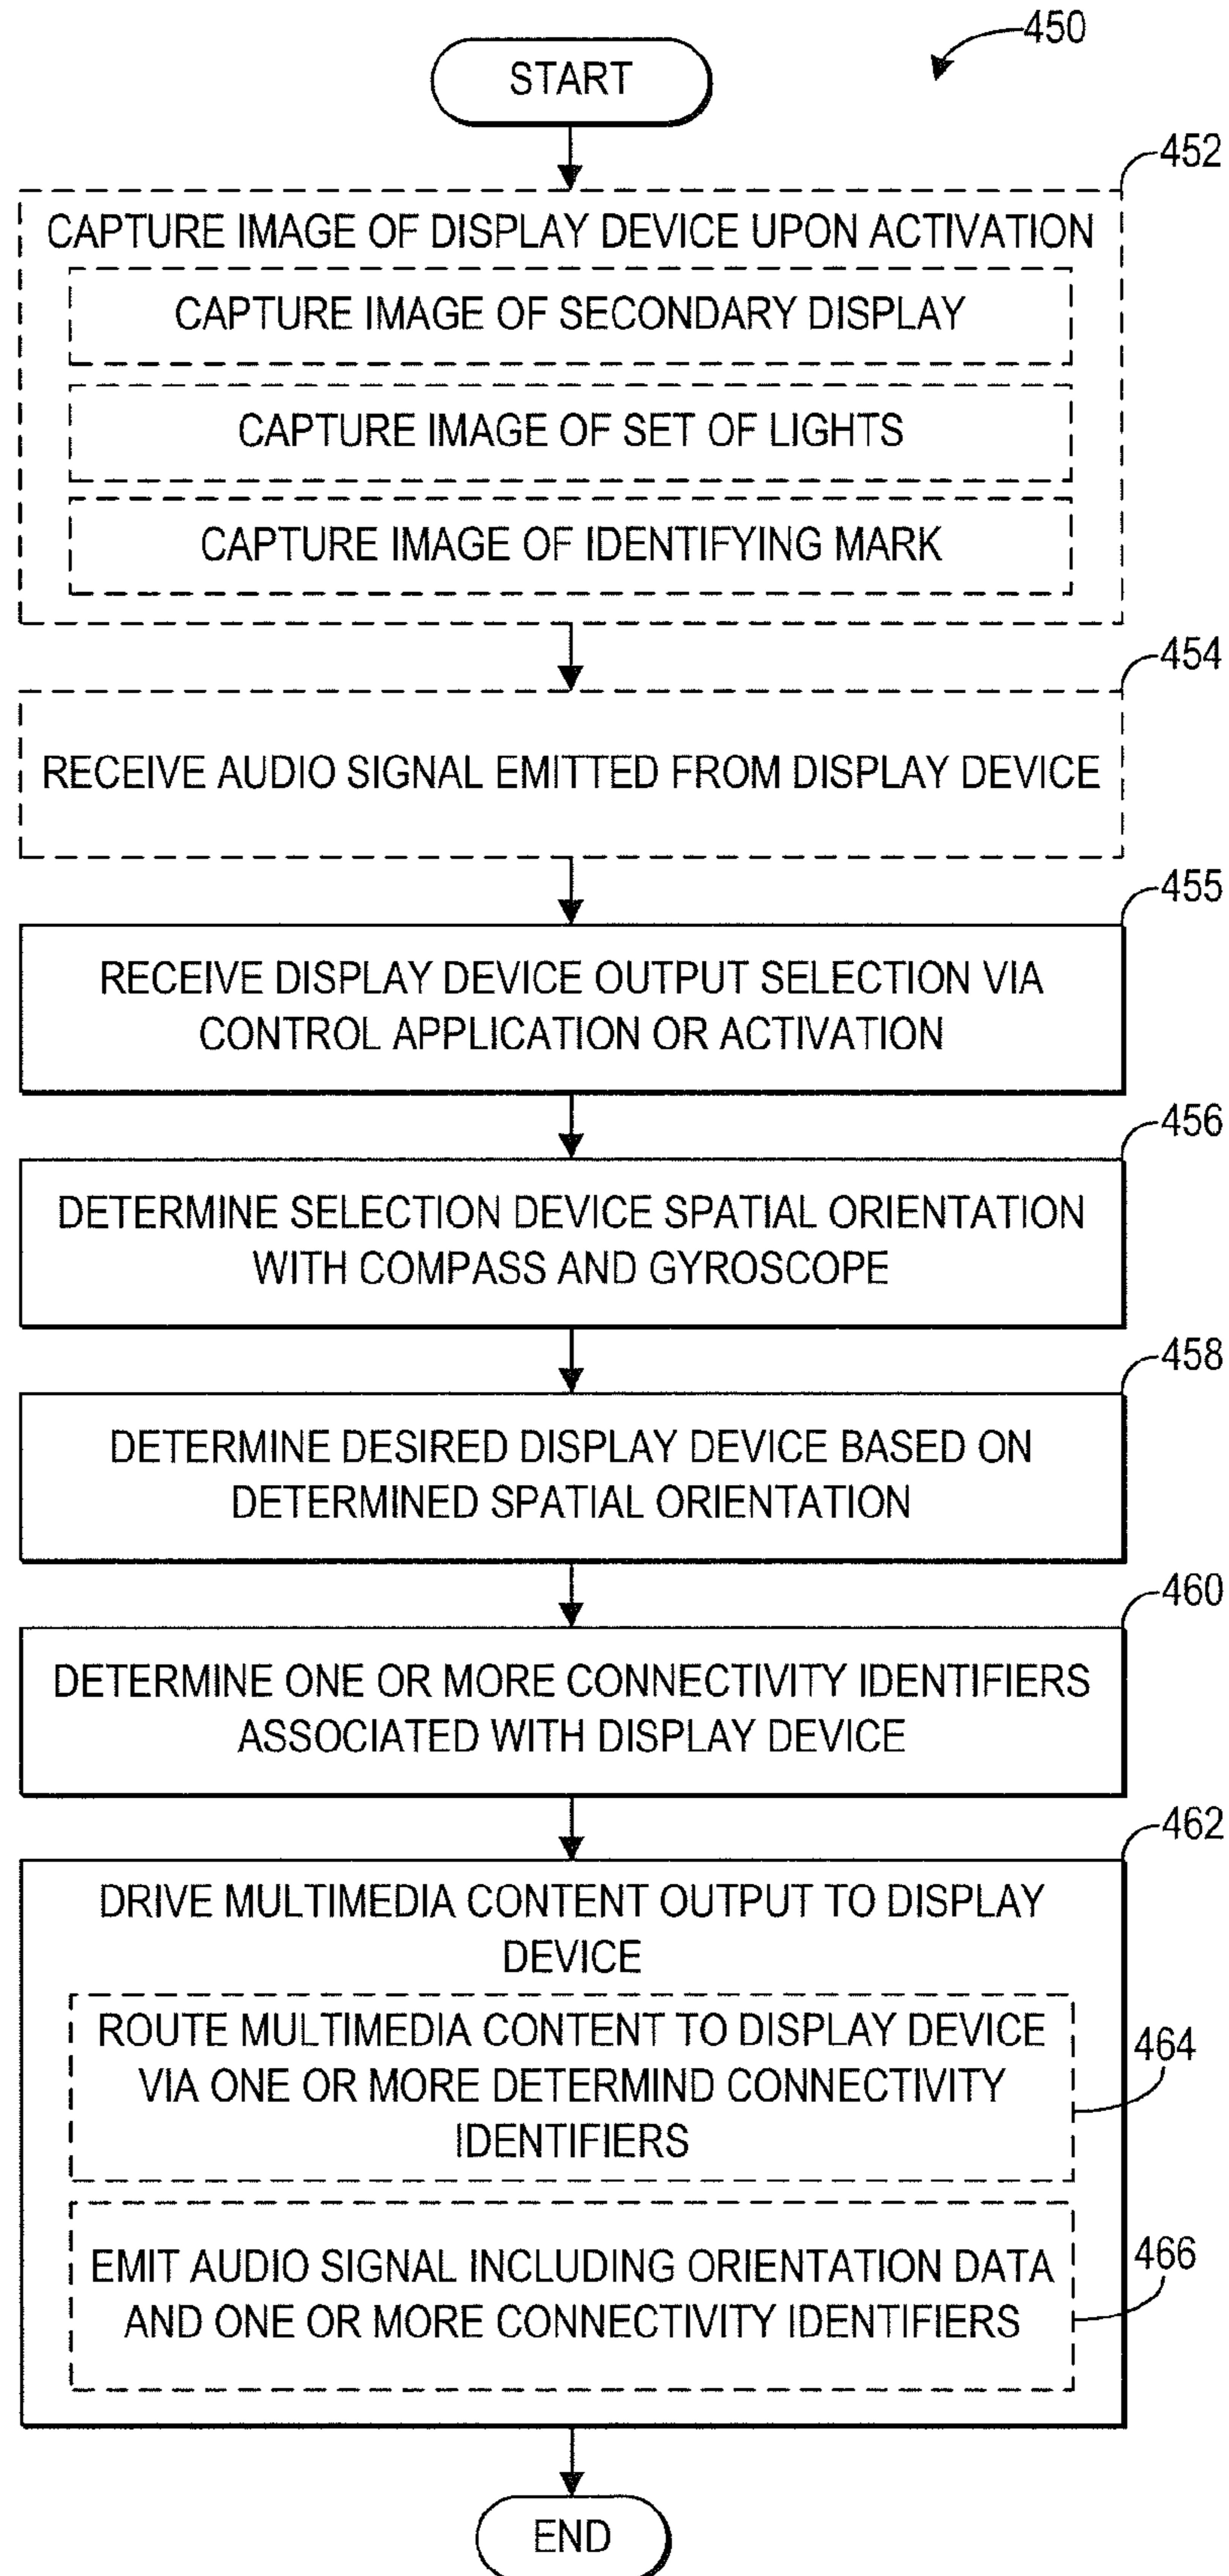 450
START
452
CAPTURE IMAGE OF DISPLAY DEVICE UPON ACTIVATION
CAPTURE IMAGE OF SECONDARY DISPLAY
CAPTURE IMAGE OF SET OF LIGHTS
CAPTURE IMAGE OF IDENTIFYING MARK
454
RECEIVE AUDIO SIGNAL EMITTED FROM DISPLAY DEVICE
455
RECEIVE DISPLAY DEVICE OUTPUT SELECTION VIA
CONTROL APPLICATION OR ACTIVATION
456
DETERMINE SELECTION DEVICE SPATIAL ORIENTATION
WITH COMPASS AND GYROSCOPE
458
DETERMINE DESIRED DISPLAY DEVICE BASED ON
DETERMINED SPATIAL ORIENTATION
460
DETERMINE ONE OR MORE CONNECTIVITY IDENTIFIERS
ASSOCIATED WITH DISPLAY DEVICE
462
DRIVE MULTIMEDIA CONTENT OUTPUT TO DISPLAY
DEVICE
ROUTE MULTIMEDIA CONTENT TO DISPLAY DEVICE
VIA ONE OR MORE DETERMIND CONNECTIVITY
IDENTIFIERS
464
EMIT AUDIO SIGNAL INCLUDING ORIENTATION DATA
AND ONE OR MORE CONNECTIVITY IDENTIFIERS
466
END